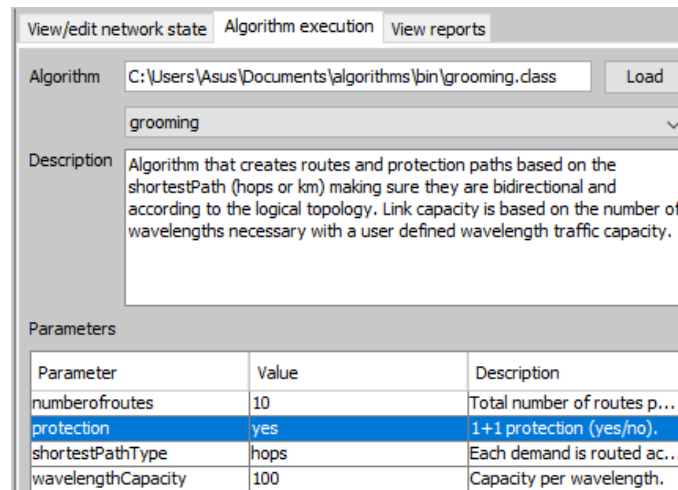 View/edit network state Algorithm execution View reports
Algorithm C:\Users\Asus\Documents\algorithms\bin\grooming.class Load
grooming
Description Algorithm that creates routes and protection paths based on the
shortestPath (hops or km) making sure they are bidirectional and
according to the logical topology. Link capacity is based on the number of
wavelengths necessary with a user defined wavelength traffic capacity.
Parameters
Parameter Value Description
numberofroutes 10 Total number of routes p...
protection yes 1+1 protection (yes/no).
shortestPathType hops Each demand is routed ac...
wavelengthCapacity 100 Capacity per wavelength.